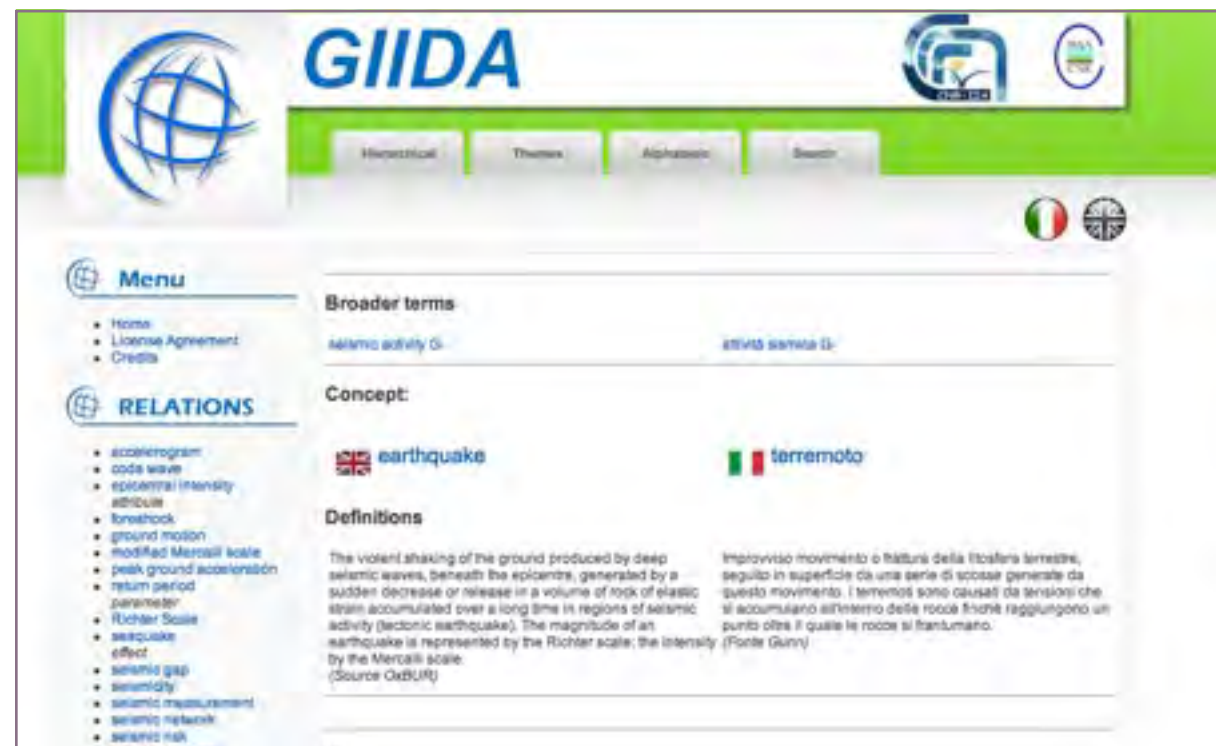 GIIDA
Hierarchical
Themes
Alphabetic
Search
Menu
Home
License Agreement
Credits
RELATIONS
accelerogram
coda wave
epicentral intensity
attribute
foreshock
ground motion
modified Mercalli scale
peak ground acceleration
return period
parameter
Richter Scale
seaquake
effect
seismic gap
seismicity
seismic measurement
seismic network
seismic risk
Broader terms
seismic activity G-
attività sismica G-
Concept:
earthquake
terremoto
Definitions
The violent shaking of the ground produced by deep
seismic waves, beneath the epicentre, generated by a
sudden decrease or release in a volume of rock of elastic
strain accumulated over a long time in regions of seismic
activity (tectonic earthquake). The magnitude of an
earthquake is represented by the Richter scale; the intensity
by the Mercalli scale.
(Source OxBUR)
Improvviso movimento o frattura della litosfera terrestre,
seguito in superficie da una serie di scosse generate da
questo movimento. I terremoti sono causati da tensioni che
si accumulano all'interno delle rocce finché raggiungono un
punto oltre il quale le rocce si frantumano.
(Fonte Gunn)